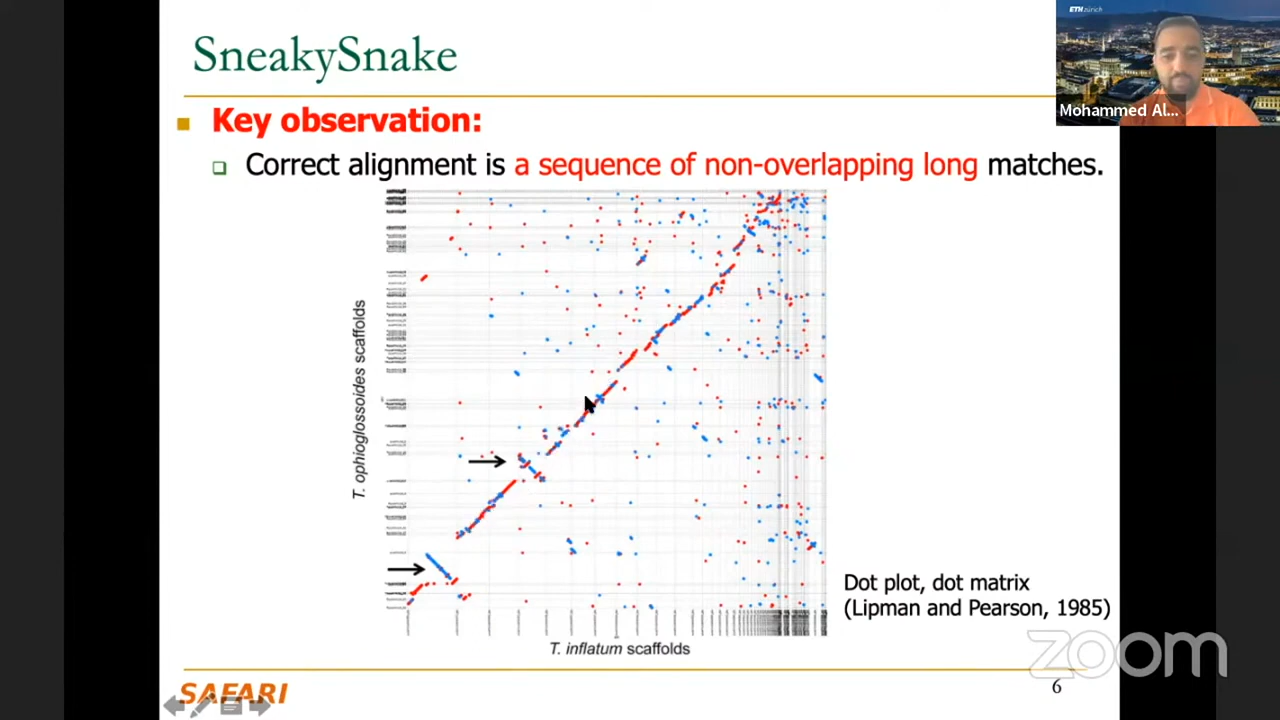 SneakySnake
ETH zürich
Mohammed Al...
Key observation:
Correct alignment is a sequence of non-overlapping long matches.
T. ophioglossoides scaffolds
T. inflatum scaffolds
Dot plot, dot matrix
(Lipman and Pearson, 1985)
zoom
SAFARI
6